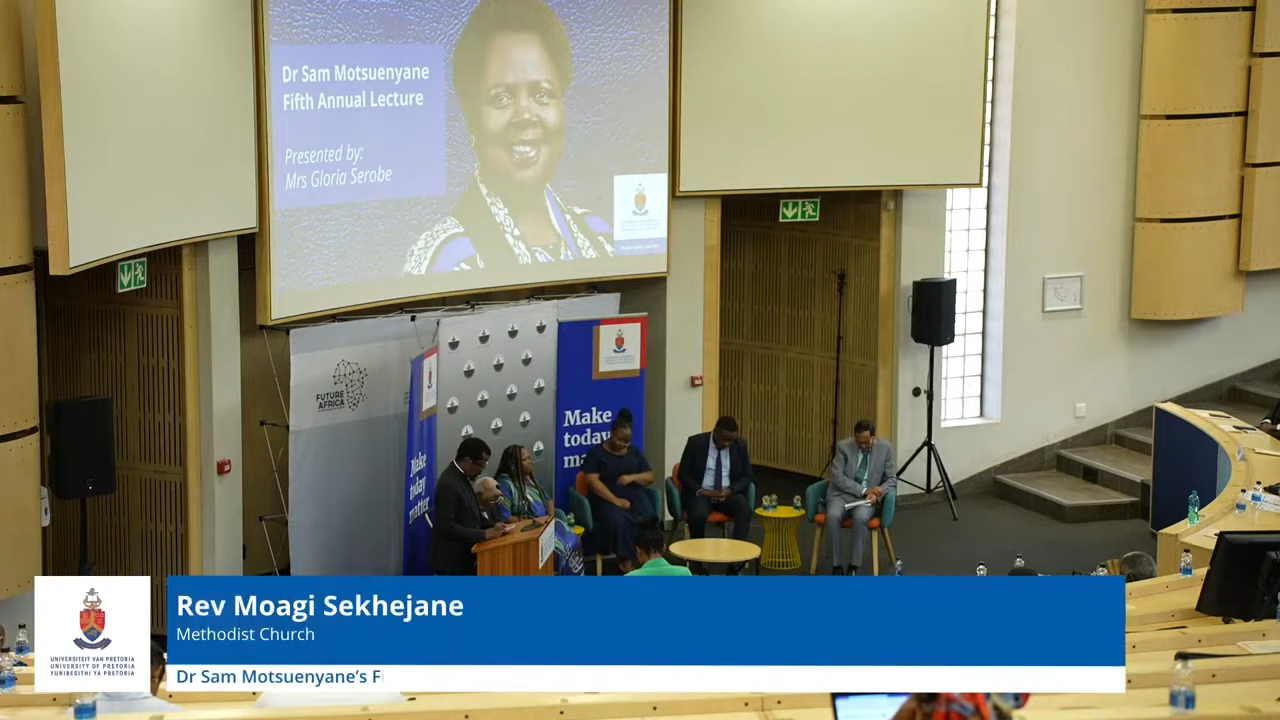 Dr Sam Motsuenyane
Fifth Annual Lecture
Presented by:
Mrs Gloria Serobe
FUTURE
AFRICA
Make
today
matter
Make
today
ma
Rev Moagi Sekhejane
Methodist Church
UNIVERSITEIT VAN PRETORIA
UNIVERSITY OF PRETORIA
YUNIBESITHI YA PRETORIA
Dr Sam Motsuenyane's F